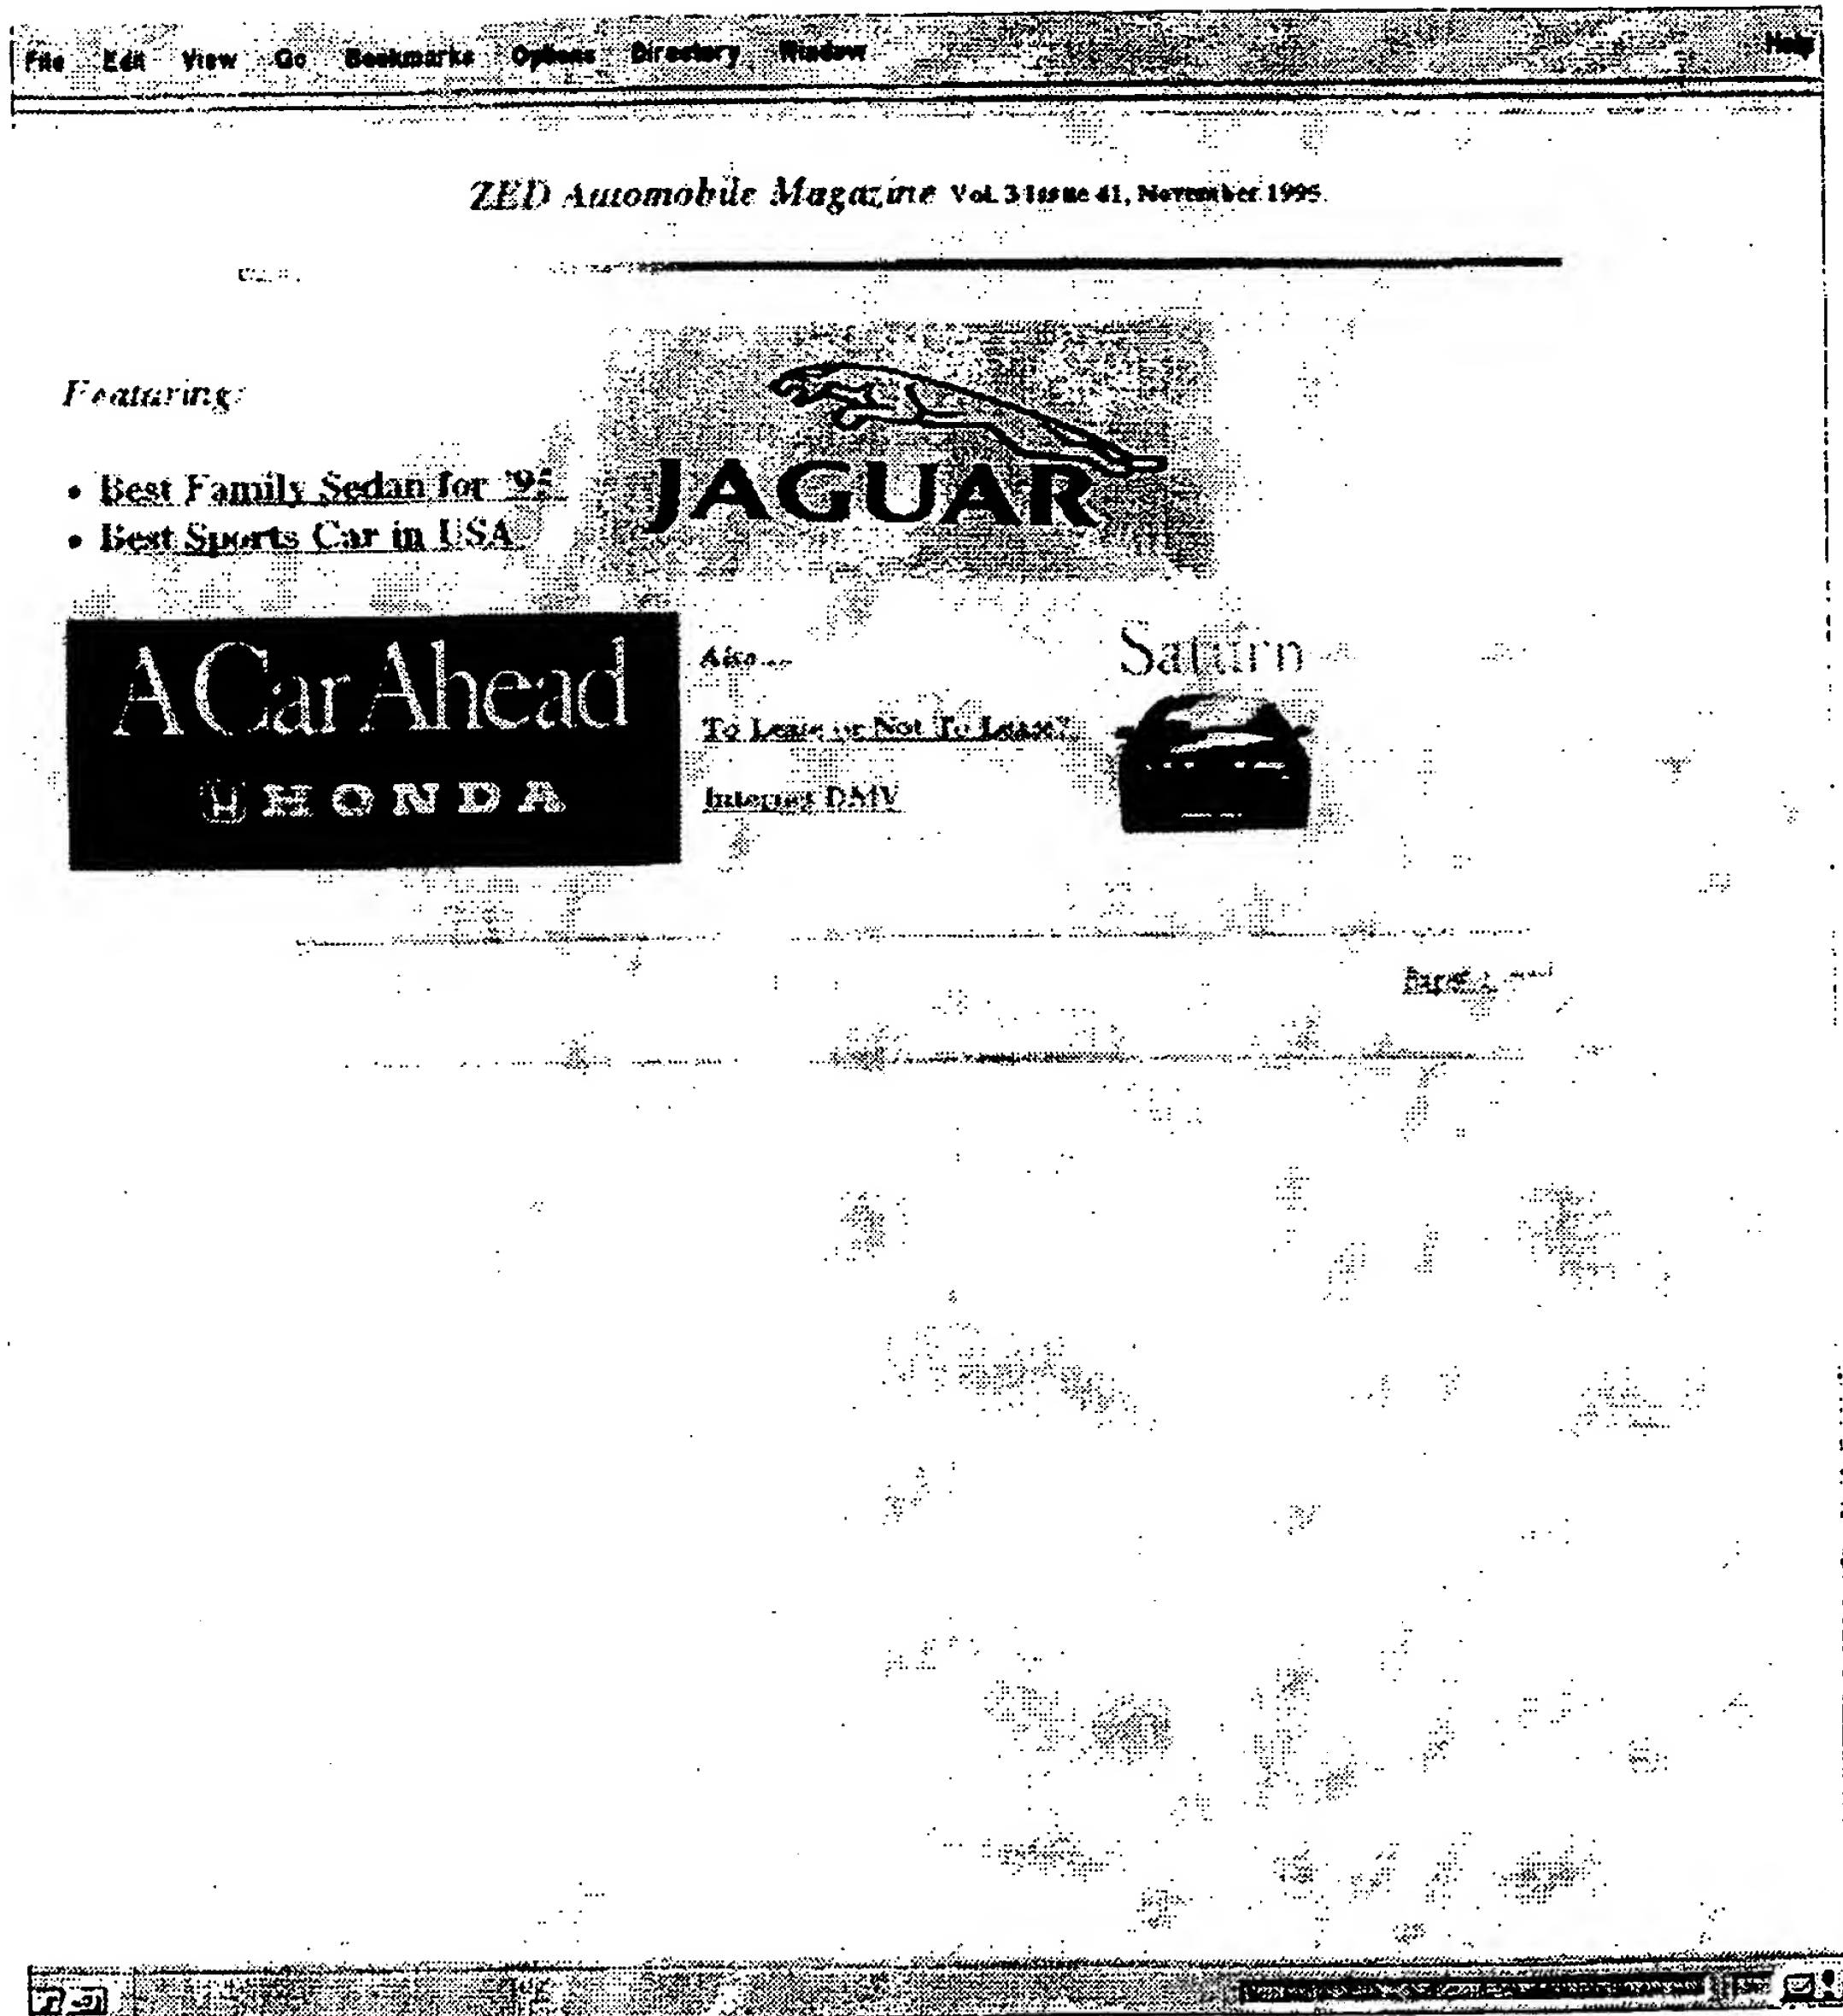 File Edit View Go Bookmarks Options Directory Window Help
ZED Automobile Magazine Vol. 3 Issue 41, November 1995
Featuring:
• Best Family Sedan for '95
• Best Sports Car in USA
JAGUAR
A Car Ahead
HONDA
Also...
To Lease or Not To Lease?
Internet DMV
Saturn